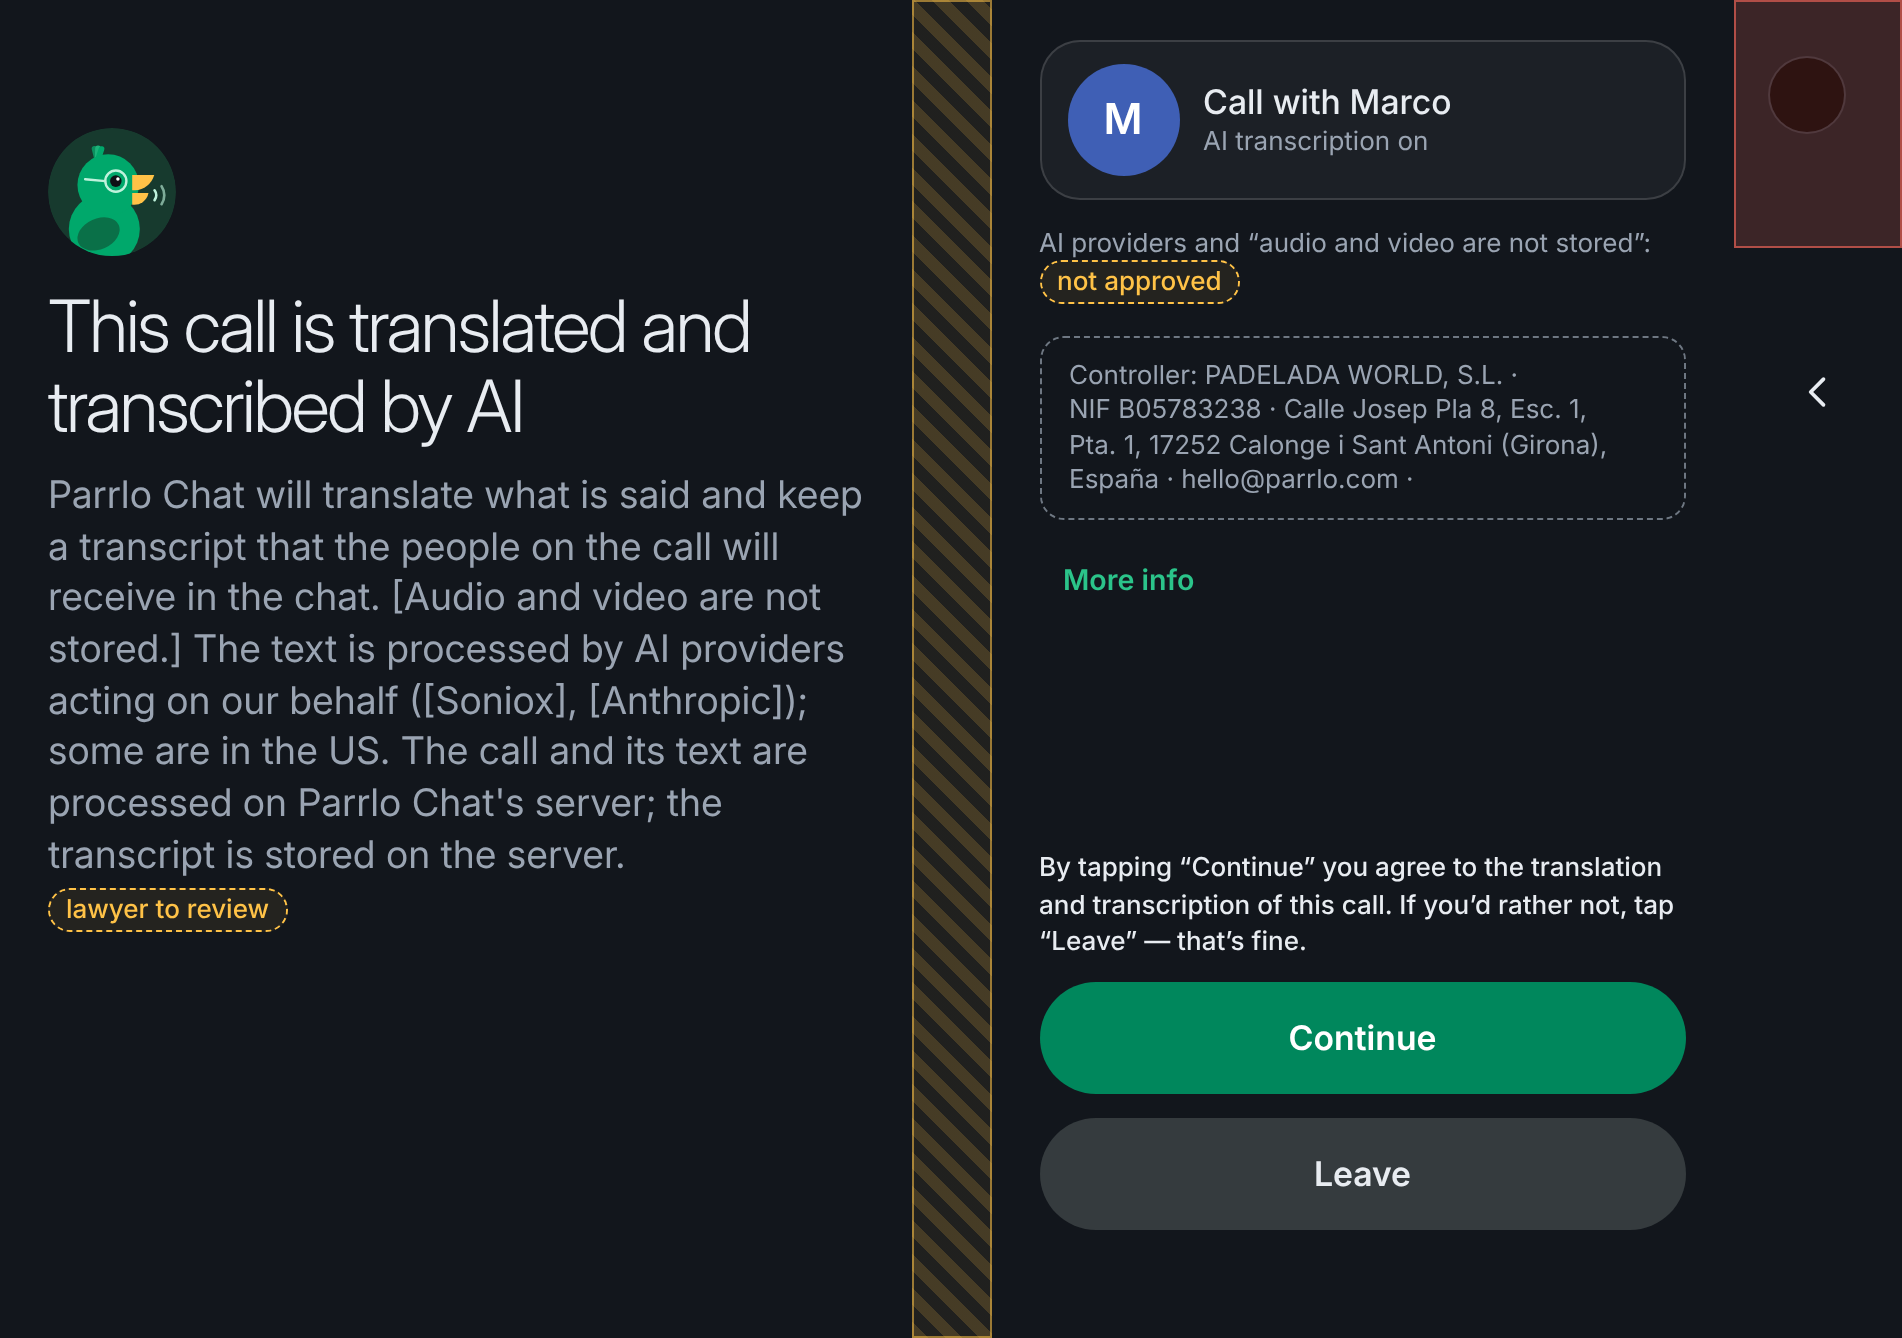 This call is translated and
transcribed by AI
Parrlo Chat will translate what is said and keep
a transcript that the people on the call will
receive in the chat. [Audio and video are not
stored.] The text is processed by AI providers
acting on our behalf ([Soniox], [Anthropic]);
some are in the US. The call and its text are
processed on Parrlo Chat's server; the
transcript is stored on the server.
lawyer to review
M
Call with Marco
AI transcription on
AI providers and “audio and video are not stored”:
not approved
Controller: PADELADA WORLD, S.L. ·
NIF B05783238 · Calle Josep Pla 8, Esc. 1,
Pta. 1, 17252 Calonge i Sant Antoni (Girona),
España · hello@parrlo.com ·
More info
By tapping “Continue” you agree to the translation
and transcription of this call. If you’d rather not, tap
“Leave” — that’s fine.
Continue
Leave